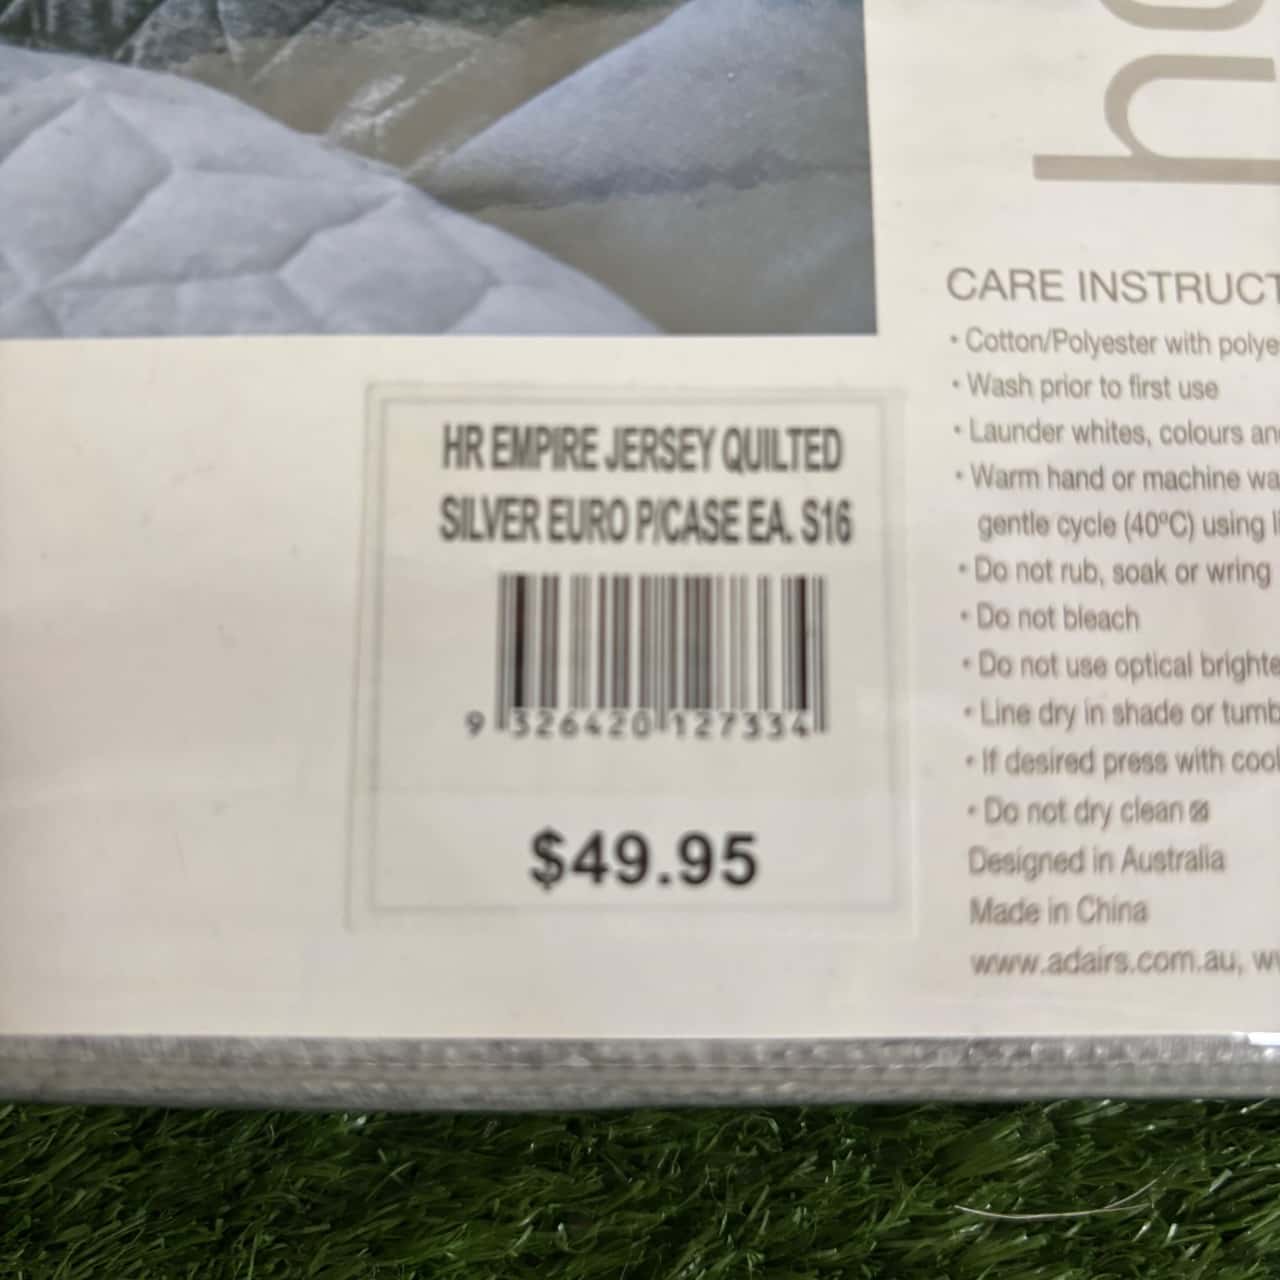 HR EMPIRE JERSEY QUILTED
SILVER EURO P/CASE EA. S16
9 326420 127334
$49.95
CARE INSTRUCT
• Cotton/Polyester with polye
• Wash prior to first use
• Launder whites, colours an
• Warm hand or machine wa
gentle cycle (40ºC) using
• Do not rub, soak or wring
• Do not bleach
• Do not use optical brighte
• Line dry in shade or tumb
• If desired press with cool
• Do not dry clean
Designed in Australia
Made in China
www.adairs.com.au,